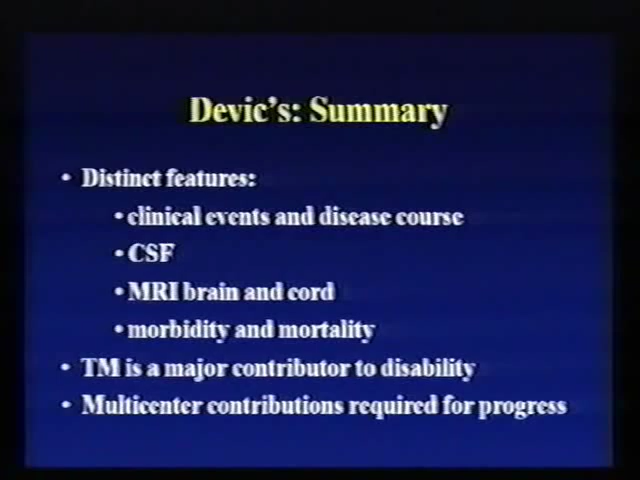 Devic's: Summary
• Distinct features:
• clinical events and disease course
• CSF
• MRI brain and cord
• morbidity and mortality
• TM is a major contributor to disability
• Multicenter contributions required for progress